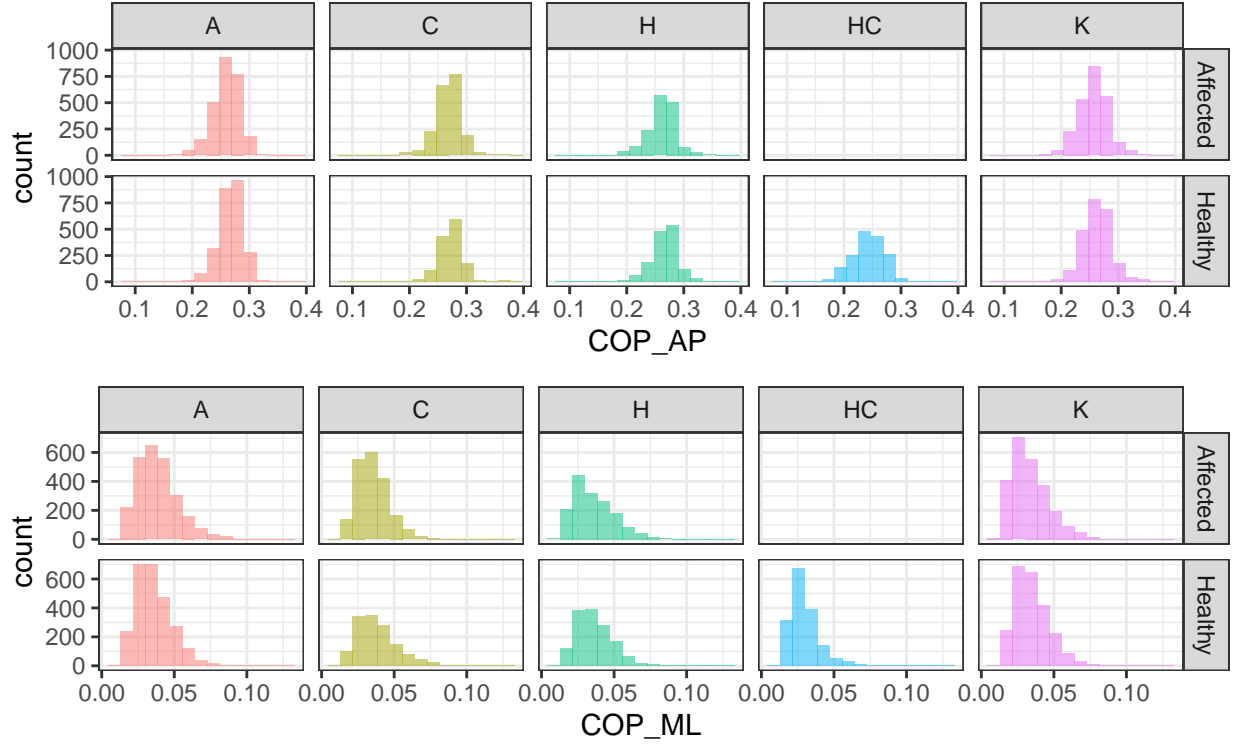 A C H HC K
1000
750
500
250
0
Affected
1000
750
500
250
0
Healthy
count
0.1 0.2 0.3 0.4 0.1 0.2 0.3 0.4 0.1 0.2 0.3 0.4 0.1 0.2 0.3 0.4 0.1 0.2 0.3 0.4
COP_AP
A C H HC K
600
400
200
0
Affected
600
400
200
0
Healthy
count
0.00 0.05 0.10 0.00 0.05 0.10 0.00 0.05 0.10 0.00 0.05 0.10 0.00 0.05 0.10
COP_ML